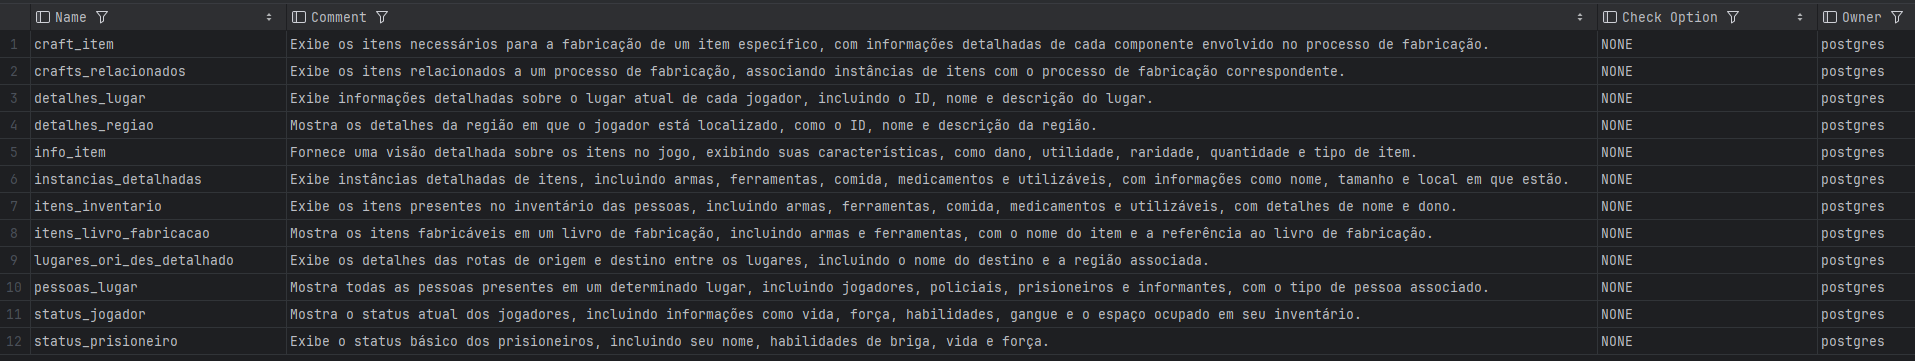 Name Comment Check Option Owner
1 craft_item Exibe os itens necessários para a fabricação de um item específico, com informações detalhadas de cada componente envolvido no processo de fabricação. NONE postgres
2 crafts_relacionados Exibe os itens relacionados a um processo de fabricação, associando instâncias de itens com o processo de fabricação correspondente. NONE postgres
3 detalhes_lugar Exibe informações detalhadas sobre o lugar atual de cada jogador, incluindo o ID, nome e descrição do lugar. NONE postgres
4 detalhes_regiao Mostra os detalhes da região em que o jogador está localizado, como o ID, nome e descrição da região. NONE postgres
5 info_item Fornece uma visão detalhada sobre os itens no jogo, exibindo suas características, como dano, utilidade, raridade, quantidade e tipo de item. NONE postgres
6 instancias_detalhadas Exibe instâncias detalhadas de itens, incluindo armas, ferramentas, comida, medicamentos e utilizáveis, com informações como nome, tamanho e local em que estão. NONE postgres
7 itens_inventario Exibe os itens presentes no inventário das pessoas, incluindo armas, ferramentas, comida, medicamentos e utilizáveis, com detalhes de nome e dono. NONE postgres
8 itens_livro_fabricacao Mostra os itens fabricáveis em um livro de fabricação, incluindo armas e ferramentas, com o nome do item e a referência ao livro de fabricação. NONE postgres
9 lugares_ori_des_detalhado Exibe os detalhes das rotas de origem e destino entre os lugares, incluindo o nome do destino e a região associada. NONE postgres
10 pessoas_lugar Mostra todas as pessoas presentes em um determinado lugar, incluindo jogadores, policiais, prisioneiros e informantes, com o tipo de pessoa associado. NONE postgres
11 status_jogador Mostra o status atual dos jogadores, incluindo informações como vida, força, habilidades, gangue e o espaço ocupado em seu inventário. NONE postgres
12 status_prisioneiro Exibe o status básico dos prisioneiros, incluindo seu nome, habilidades de briga, vida e força. NONE postgres